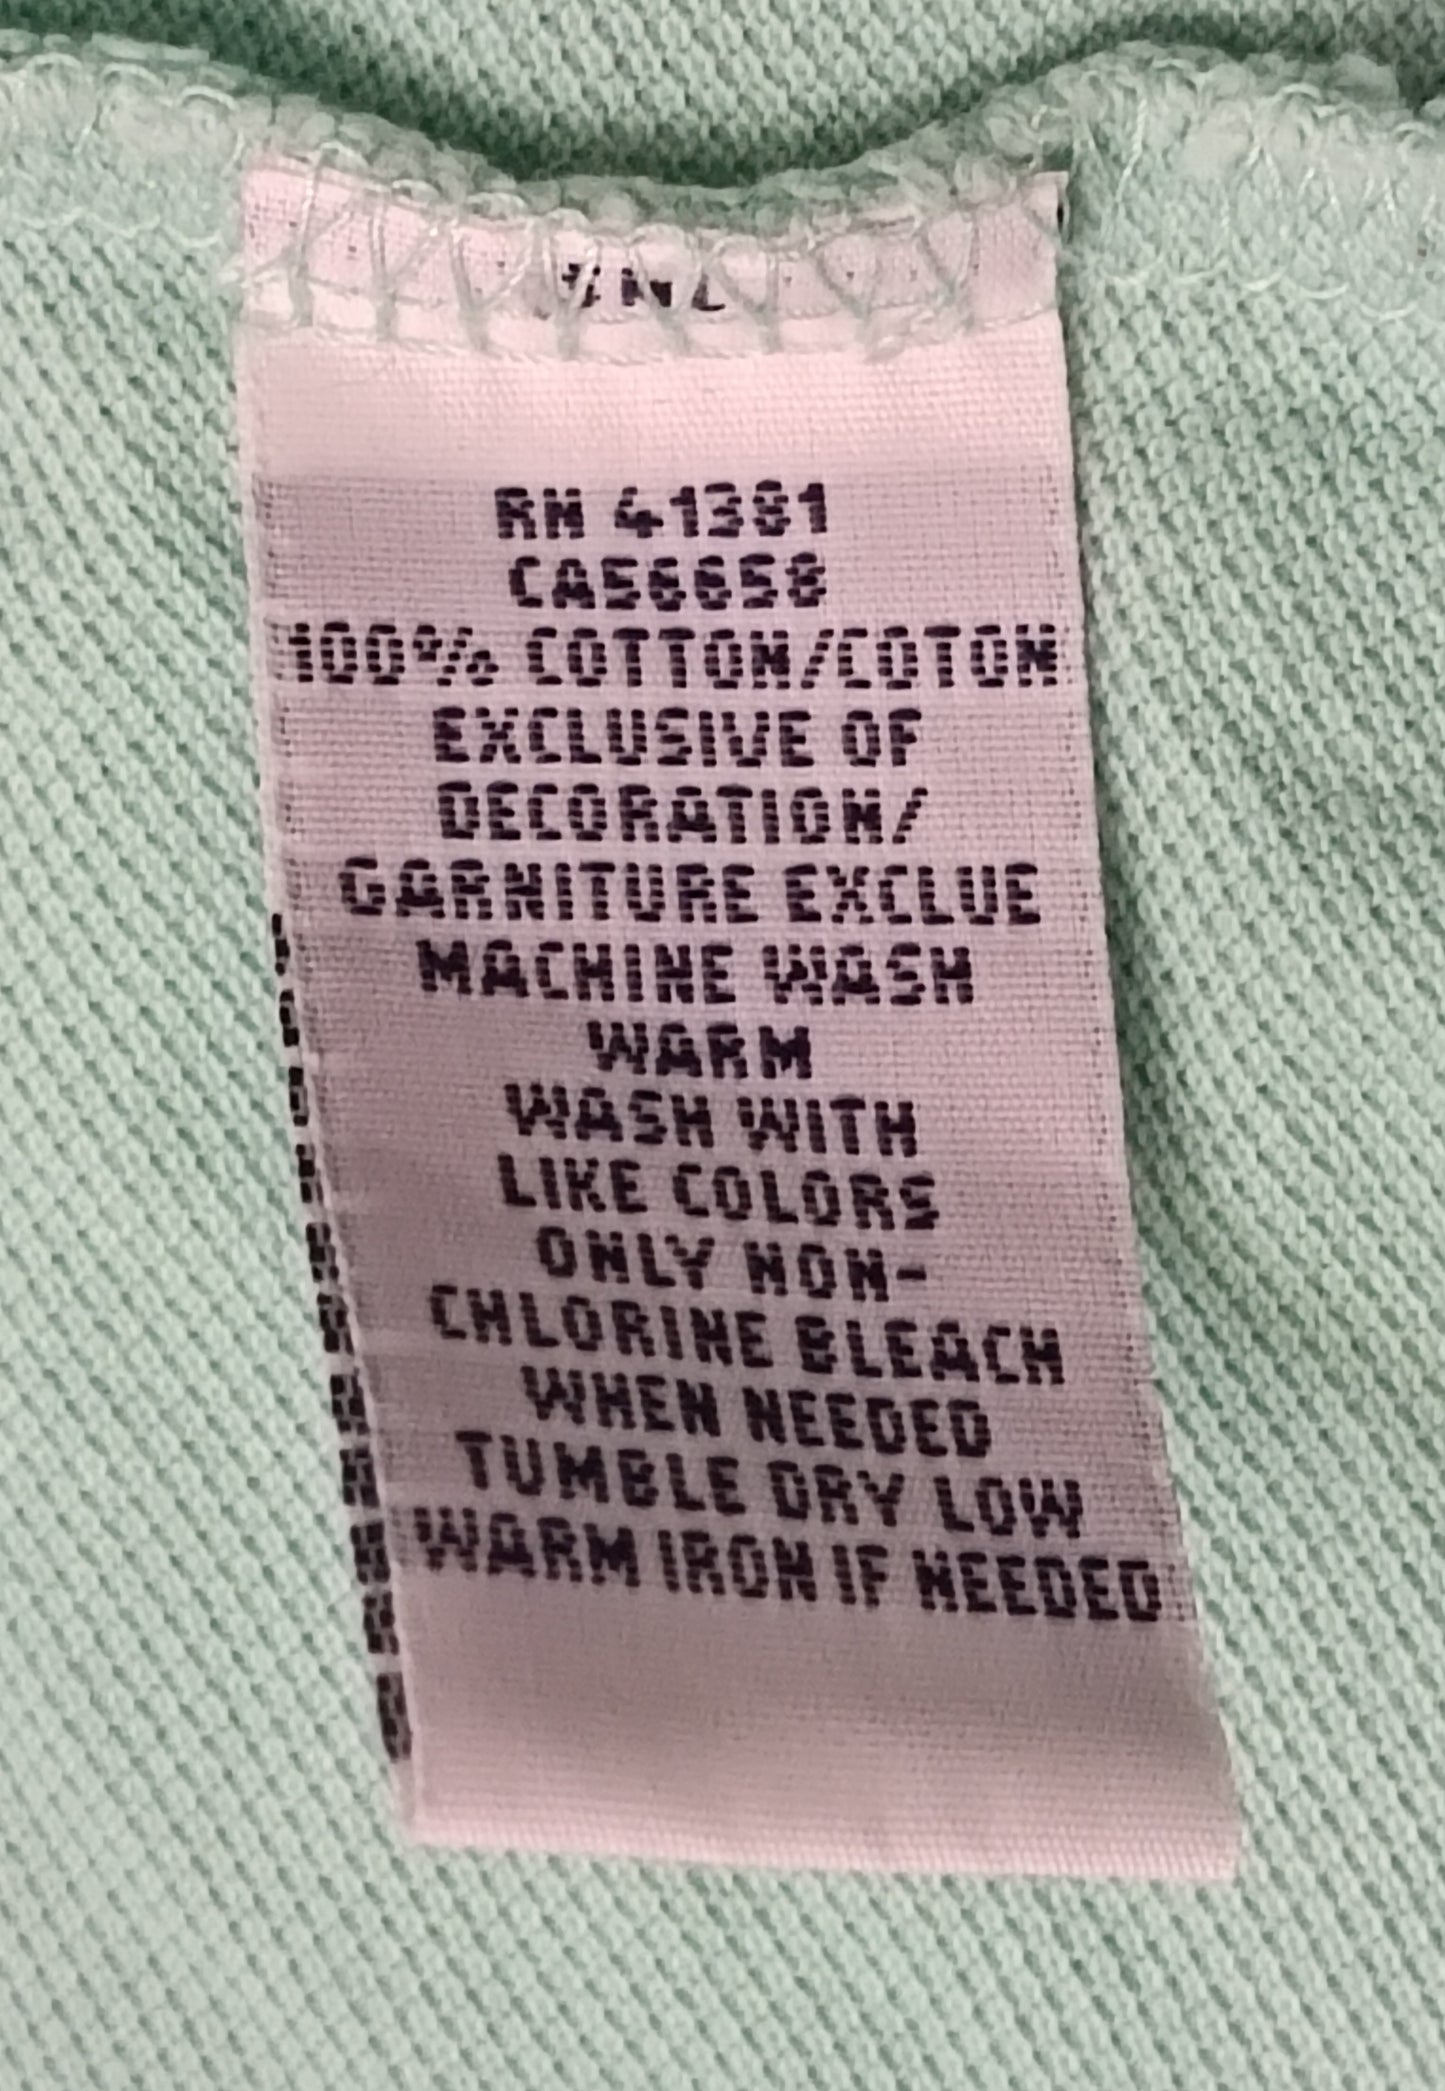 RN 41381
CA56658
100% COTTON/COTON
EXCLUSIVE OF
DECORATION/
GARNITURE EXCLUE
MACHINE WASH
WARM
WASH WITH
LIKE COLORS
ONLY NON-
CHLORINE BLEACH
WHEN NEEDED
TUMBLE DRY LOW
WARM IRON IF NEEDED